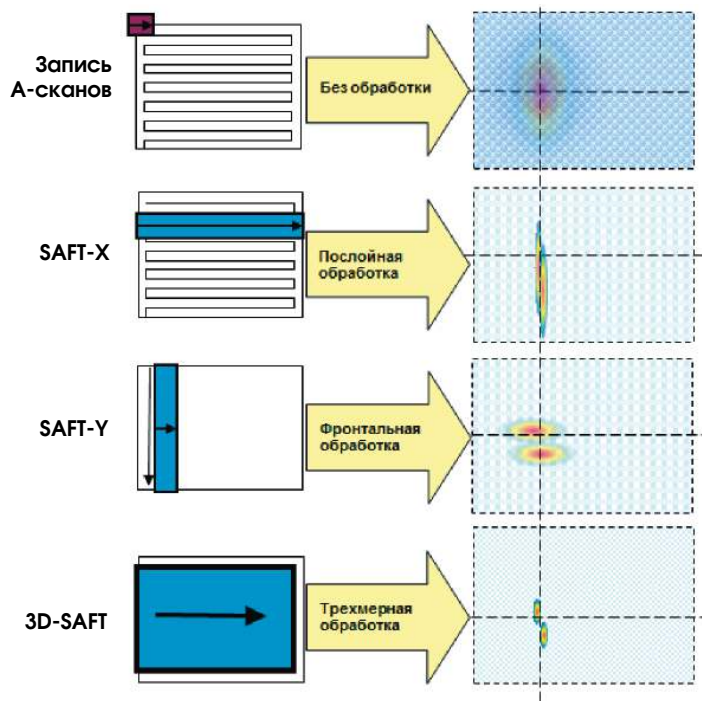 Запись
А-сканов
Без обработки
SAFT-X
Послойная
обработка
SAFT-Y
Фронтальная
обработка
3D-SAFT
Трехмерная
обработка